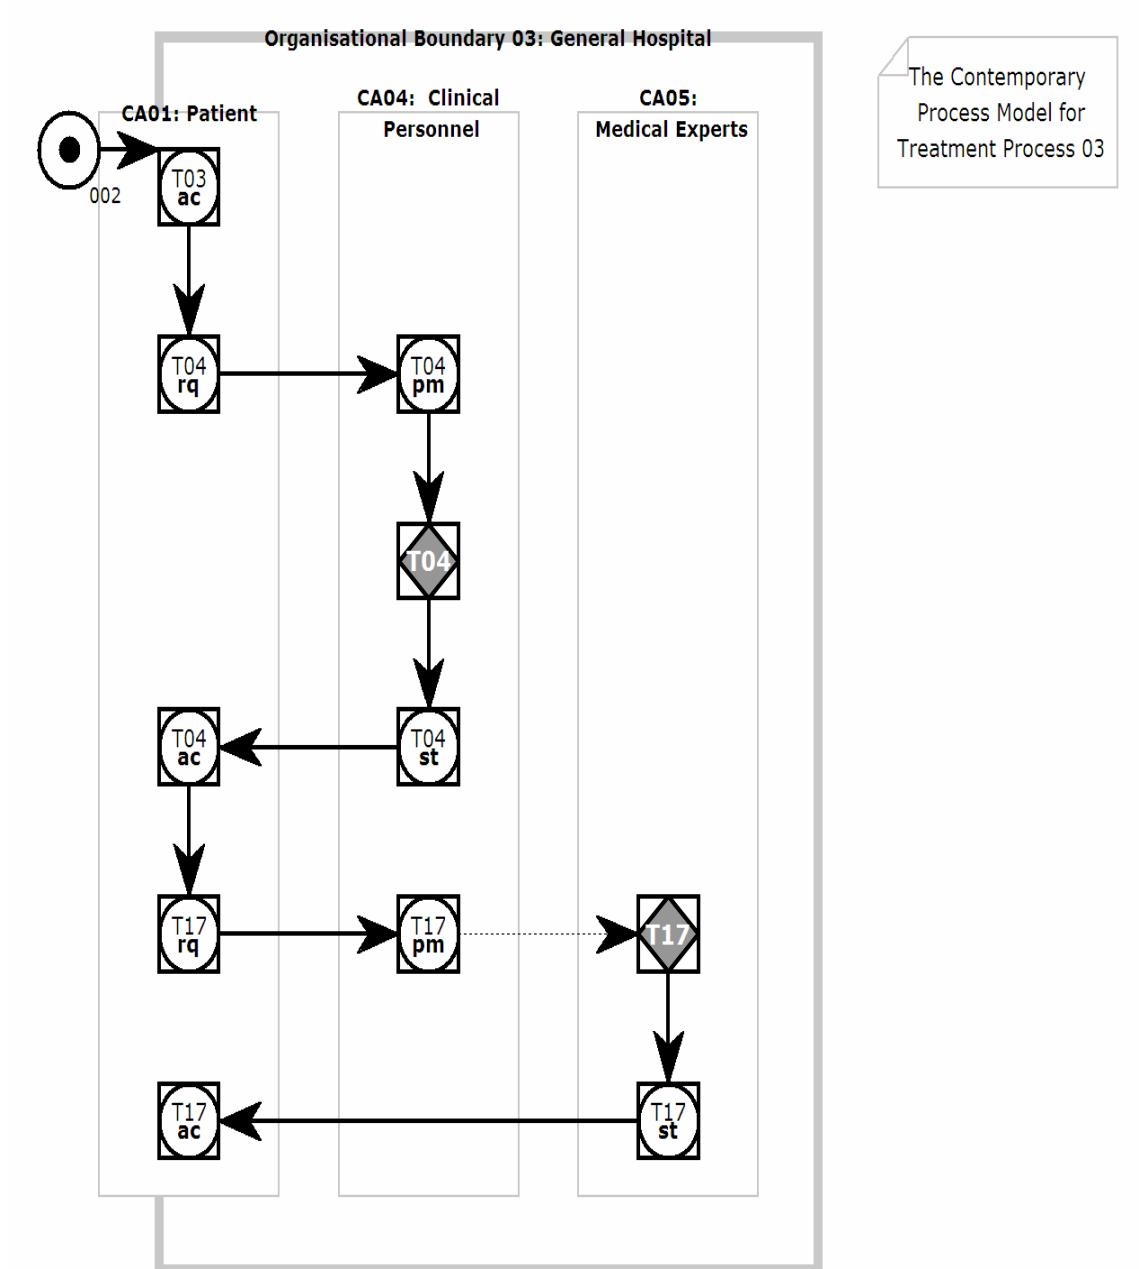 Organisational Boundary 03: General Hospital
The Contemporary
Process Model for
Treatment Process 03
CA01: Patient
CA04:  Clinical
Personnel
CA05:
Medical Experts
002
T03
ac
T04
rq
T04
pm
T04
T04
ac
T04
st
T17
rq
T17
pm
T17
T17
ac
T17
st